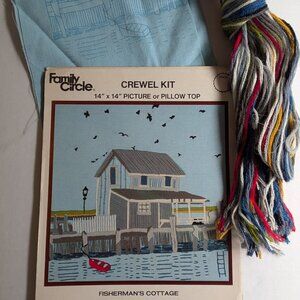 Family
Circle
CREWEL KIT
14" x 14" PICTURE or PILLOW TOP
FISHERMAN'S COTTAGE